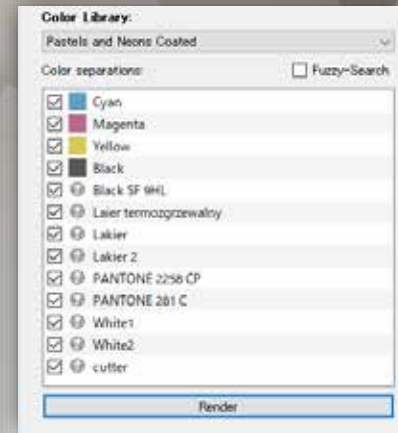 Color Library:
Pastels and Neons Coated
Color separations:
Fuzzy-Search
Cyan
Magenta
Yellow
Black
Black SF 9HL
Laier termozgrzewalny
Lakier
Lakier 2
PANTONE 2258 CP
PANTONE 281 C
White1
White2
cutter
Render